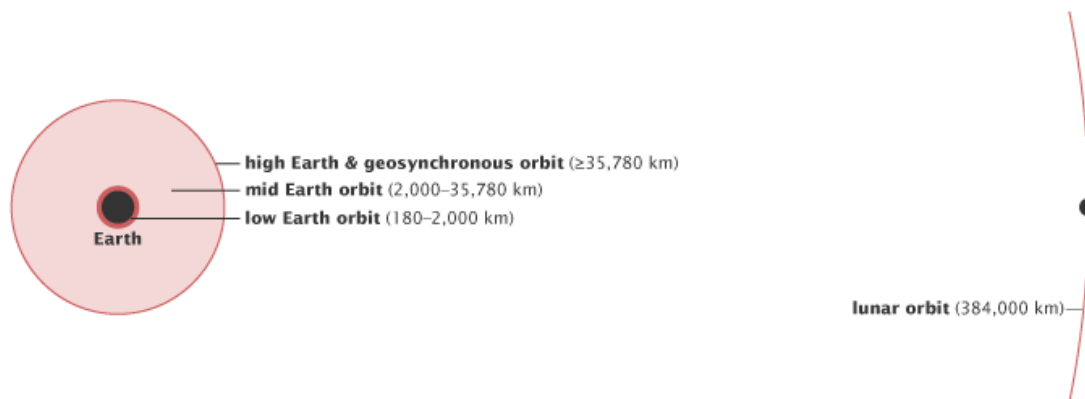 high Earth & geosynchronous orbit (≥35,780 km)
mid Earth orbit (2,000–35,780 km)
low Earth orbit (180–2,000 km)
Earth
lunar orbit (384,000 km)